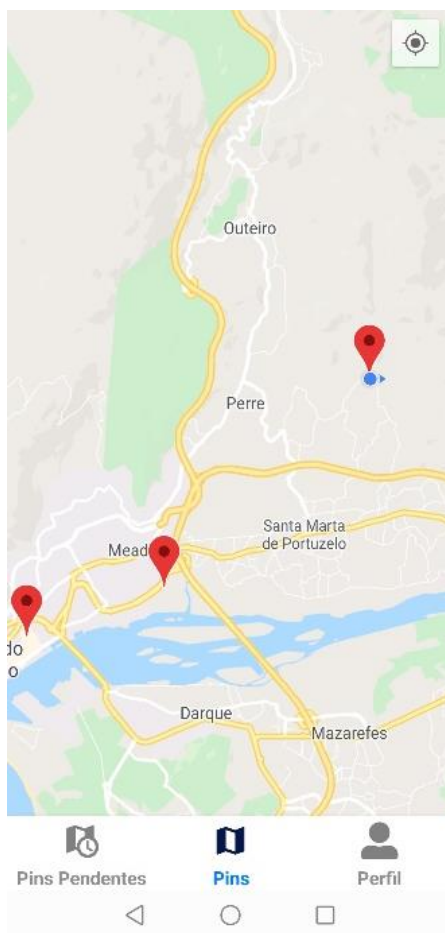 Outeiro
Perre
Santa Marta
de Portuzelo
Mead
do
o
Darque
Mazarefes
Pins Pendentes
Pins
Perfil